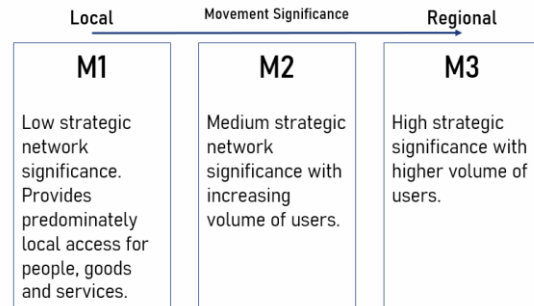 Local Movement Significance Regional
M1
Low strategic
network
significance.
Provides
predominately
local access for
people, goods
and services.
M2
Medium strategic
network
significance with
increasing
volume of users.
M3
High strategic
significance with
higher volume of
users.